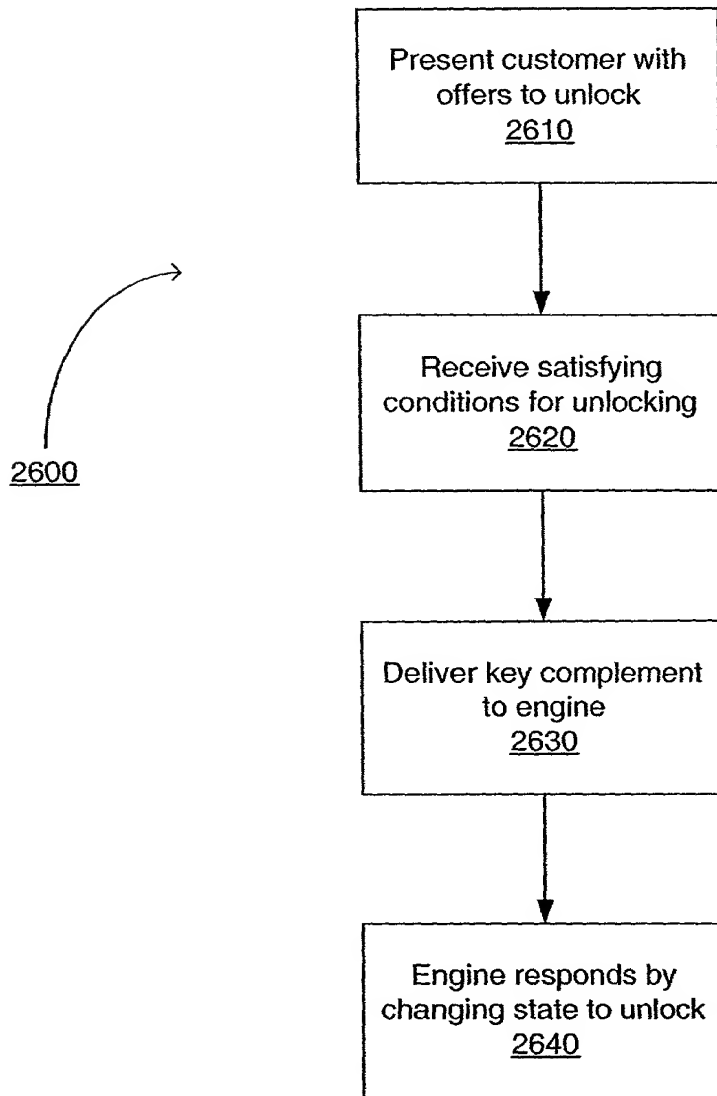 Present customer with
offers to unlock
2610
Receive satisfying
conditions for unlocking
2620
2600
Deliver key complement
to engine
2630
Engine responds by
changing state to unlock
2640